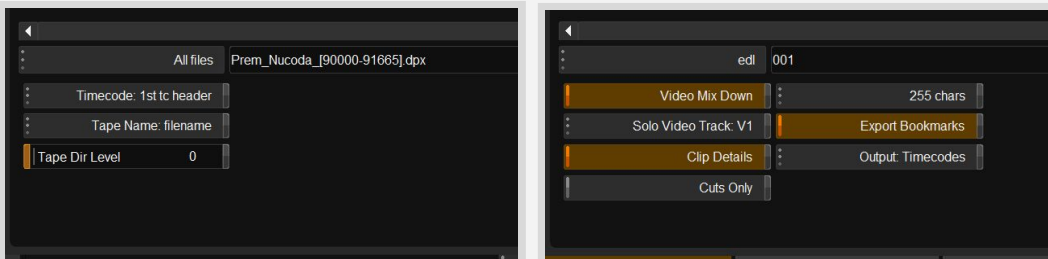 All files Prem_Nucoda_[90000-91665].dpx
Timecode: 1st tc header
Tape Name: filename
Tape Dir Level 0
edl 001
Video Mix Down 255 chars
Solo Video Track: V1 Export Bookmarks
Clip Details Output: Timecodes
Cuts Only